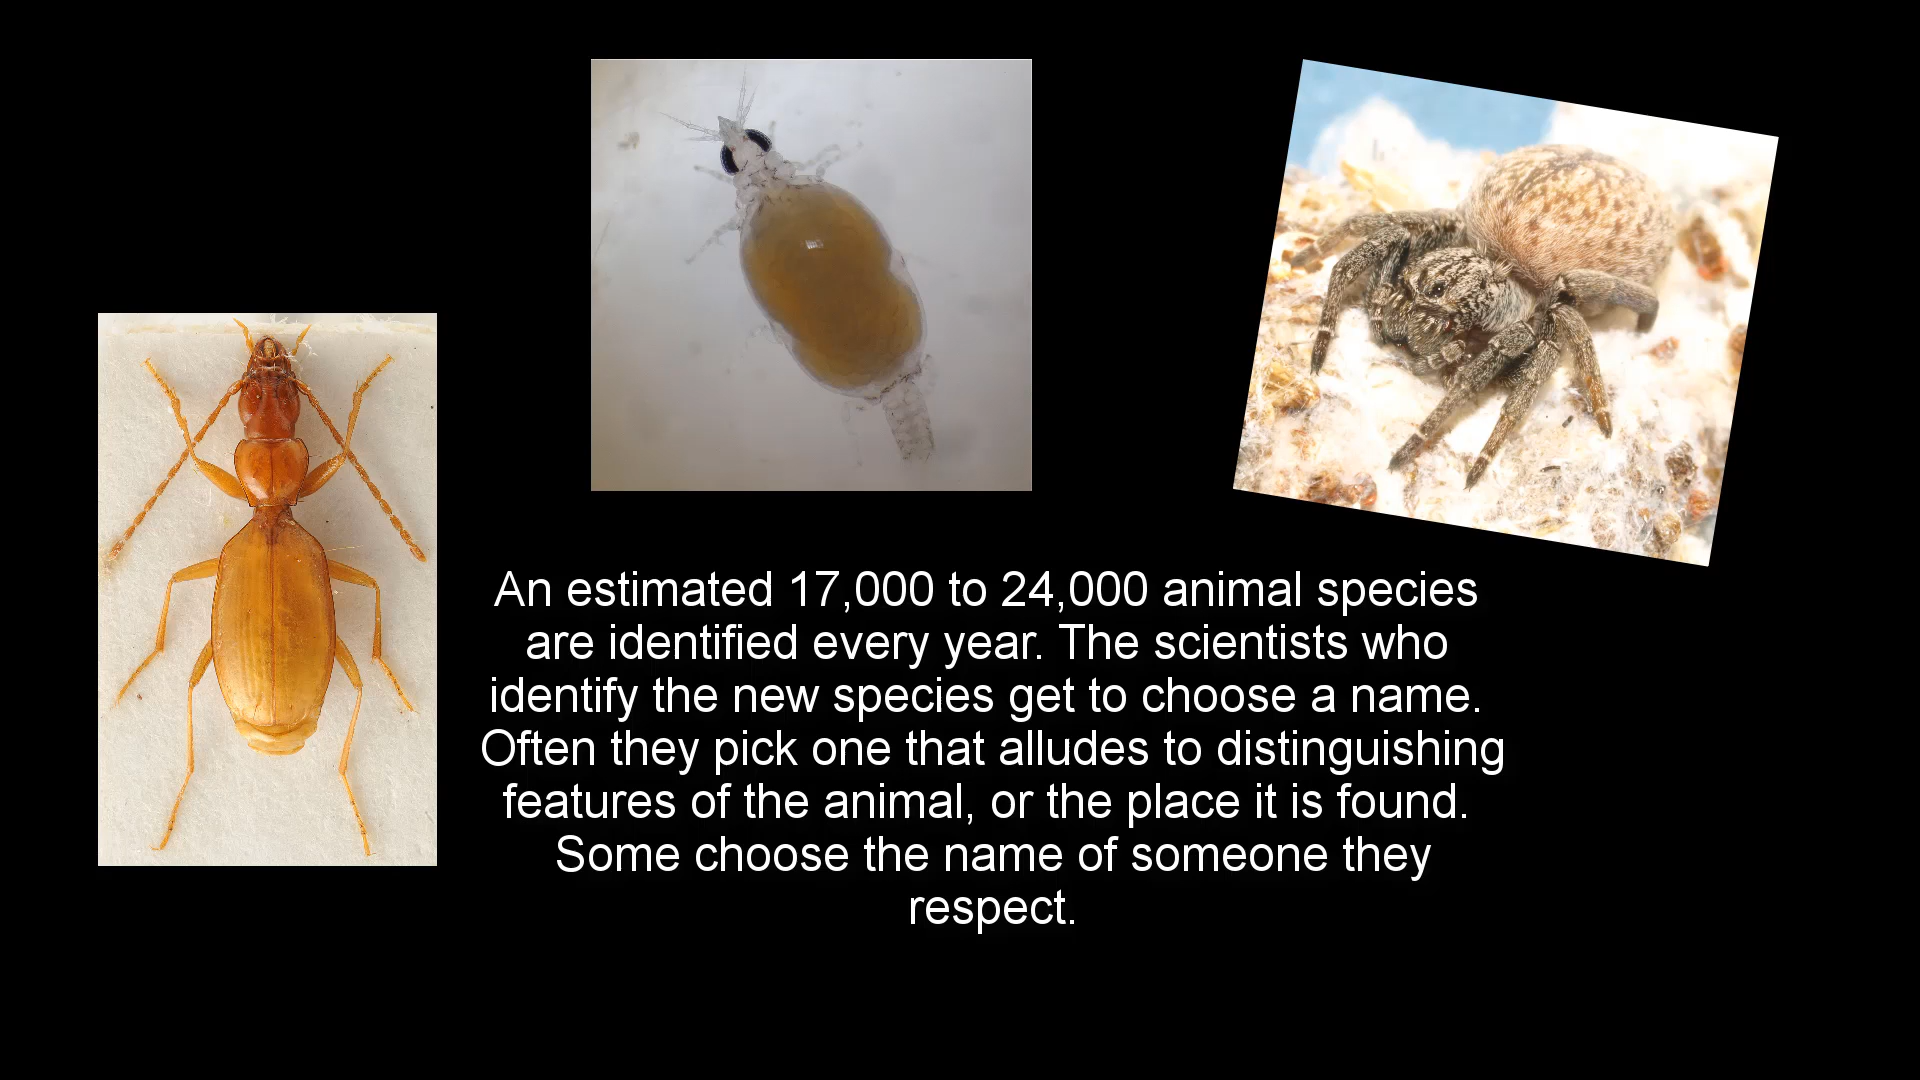 An estimated 17,000 to 24,000 animal species
are identified every year. The scientists who
identify the new species get to choose a name.
Often they pick one that alludes to distinguishing
features of the animal, or the place it is found.
Some choose the name of someone they
respect.